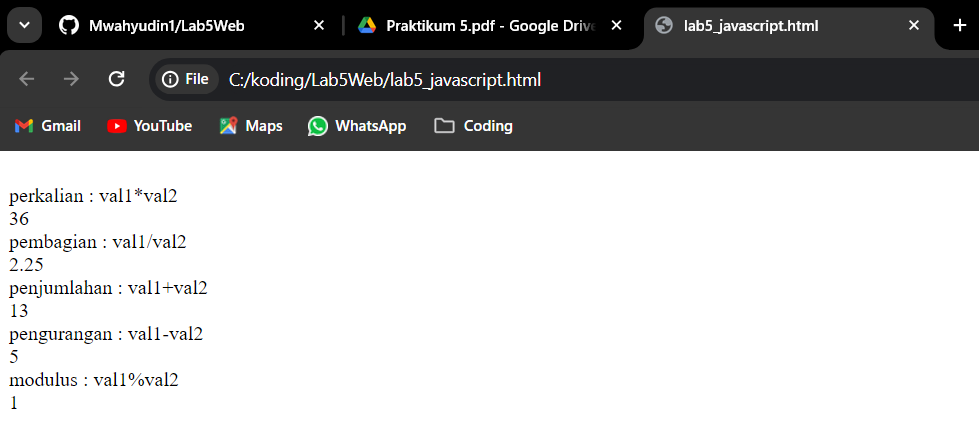 Mwahyudin1/Lab5Web
Praktikum 5.pdf - Google Drive
lab5_javascript.html
File
C:/koding/Lab5Web/lab5_javascript.html
Gmail
YouTube
Maps
WhatsApp
Coding
perkalian : val1*val2
36
pembagian : val1/val2
2.25
penjumlahan : val1+val2
13
pengurangan : val1-val2
5
modulus : val1%val2
1